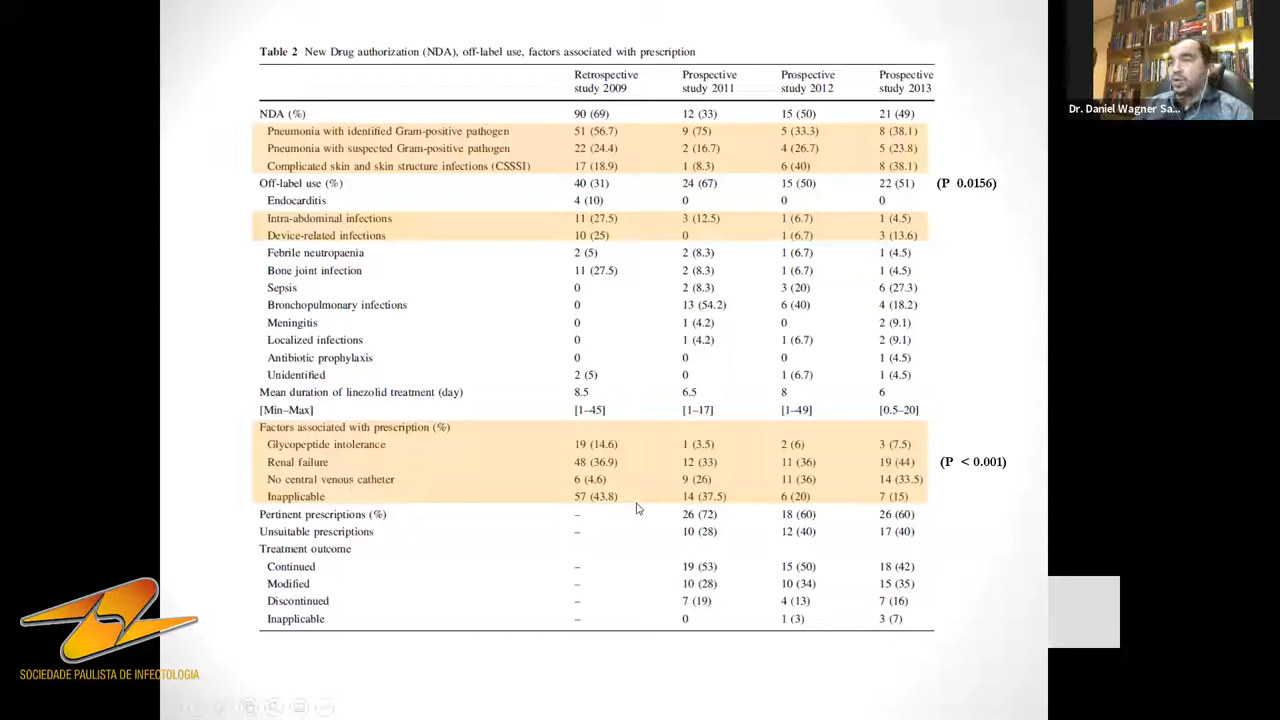 Table 2 New Drug authorization (NDA), off-label use, factors associated with prescription
Retrospective study 2009 Prospective study 2011 Prospective study 2012 Prospective study 2013
NDA (%) 90 (69) 12 (33) 15 (50) 21 (49)
Pneumonia with identified Gram-positive pathogen 51 (56.7) 9 (75) 5 (33.3) 8 (38.1)
Pneumonia with suspected Gram-positive pathogen 22 (24.4) 2 (16.7) 4 (26.7) 5 (23.8)
Complicated skin and skin structure infections (CSSSI) 17 (18.9) 1 (8.3) 6 (40) 8 (38.1)
Off-label use (%) 40 (31) 24 (67) 15 (50) 22 (51) (P 0.0156)
Endocarditis 4 (10) 0 0 0
Intra-abdominal infections 11 (27.5) 3 (12.5) 1 (6.7) 1 (4.5)
Device-related infections 10 (25) 0 1 (6.7) 3 (13.6)
Febrile neutropaenia 2 (5) 2 (8.3) 1 (6.7) 1 (4.5)
Bone joint infection 11 (27.5) 2 (8.3) 1 (6.7) 1 (4.5)
Sepsis 0 2 (8.3) 3 (20) 6 (27.3)
Bronchopulmonary infections 0 13 (54.2) 6 (40) 4 (18.2)
Meningitis 0 1 (4.2) 0 2 (9.1)
Localized infections 0 1 (4.2) 1 (6.7) 2 (9.1)
Antibiotic prophylaxis 0 0 0 1 (4.5)
Unidentified 2 (5) 0 1 (6.7) 1 (4.5)
Mean duration of linezolid treatment (day) 8.5 6.5 8 6
[Min–Max] [1–45] [1–17] [1–49] [0.5–20]
Factors associated with prescription (%)
Glycopeptide intolerance 19 (14.6) 1 (3.5) 2 (6) 3 (7.5)
Renal failure 48 (36.9) 12 (33) 11 (36) 19 (44) (P < 0.001)
No central venous catheter 6 (4.6) 9 (26) 11 (36) 14 (33.5)
Inapplicable 57 (43.8) 14 (37.5) 6 (20) 7 (15)
Pertinent prescriptions (%) – 26 (72) 18 (60) 26 (60)
Unsuitable prescriptions – 10 (28) 12 (40) 17 (40)
Treatment outcome
Continued – 19 (53) 15 (50) 18 (42)
Modified – 10 (28) 10 (34) 15 (35)
Discontinued – 7 (19) 4 (13) 7 (16)
Inapplicable – 0 1 (3) 3 (7)
Dr. Daniel Wagner Sa...
SOCIEDADE PAULISTA DE INFECTOLOGIA